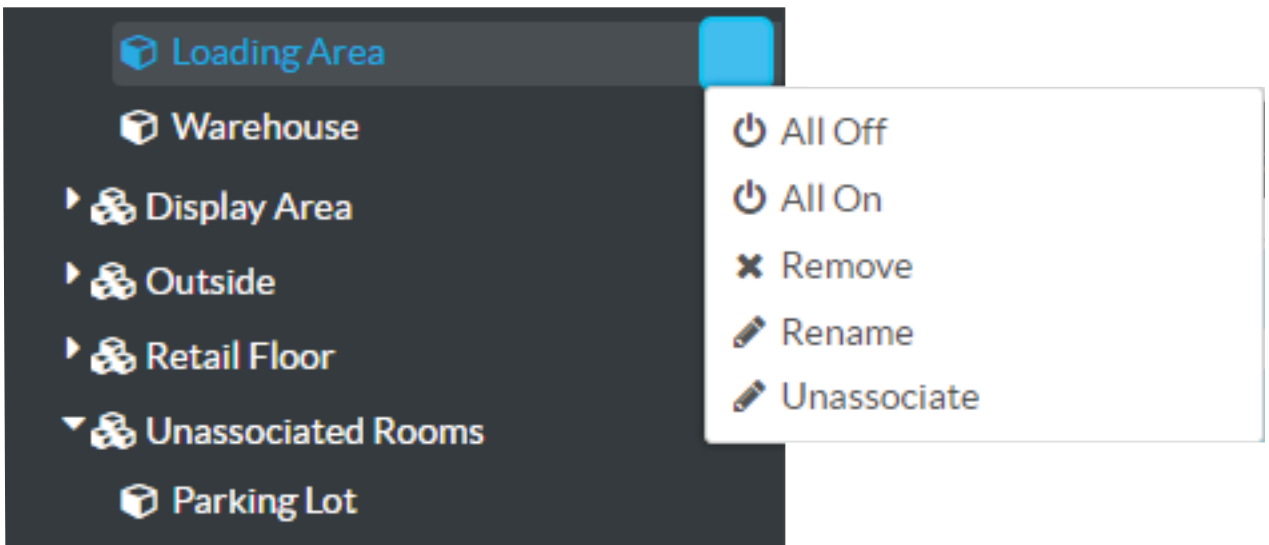 Loading Area
Warehouse
Display Area
Outside
Retail Floor
Unassociated Rooms
Parking Lot
All Off
All On
Remove
Rename
Unassociate